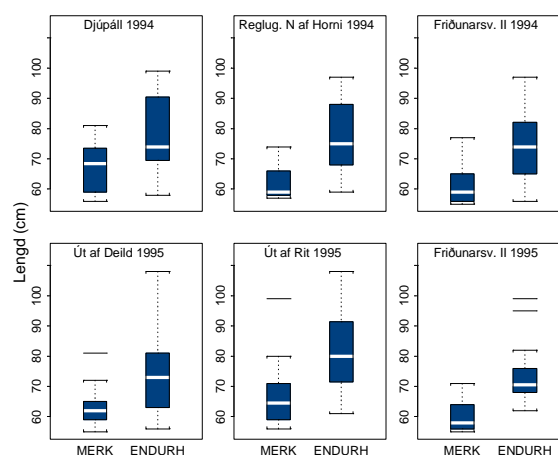 Djúpáll 1994
Reglug. N af Horni 1994
Friðunarsv. II 1994
60 70 80 90 100
60 70 80 90 100
60 70 80 90 100
Lengd (cm)
Út af Deild 1995
Út af Rit 1995
Friðunarsv. II 1995
60 70 80 90 100
60 70 80 90 100
60 70 80 90 100
MERK ENDURH MERK ENDURH MERK ENDURH